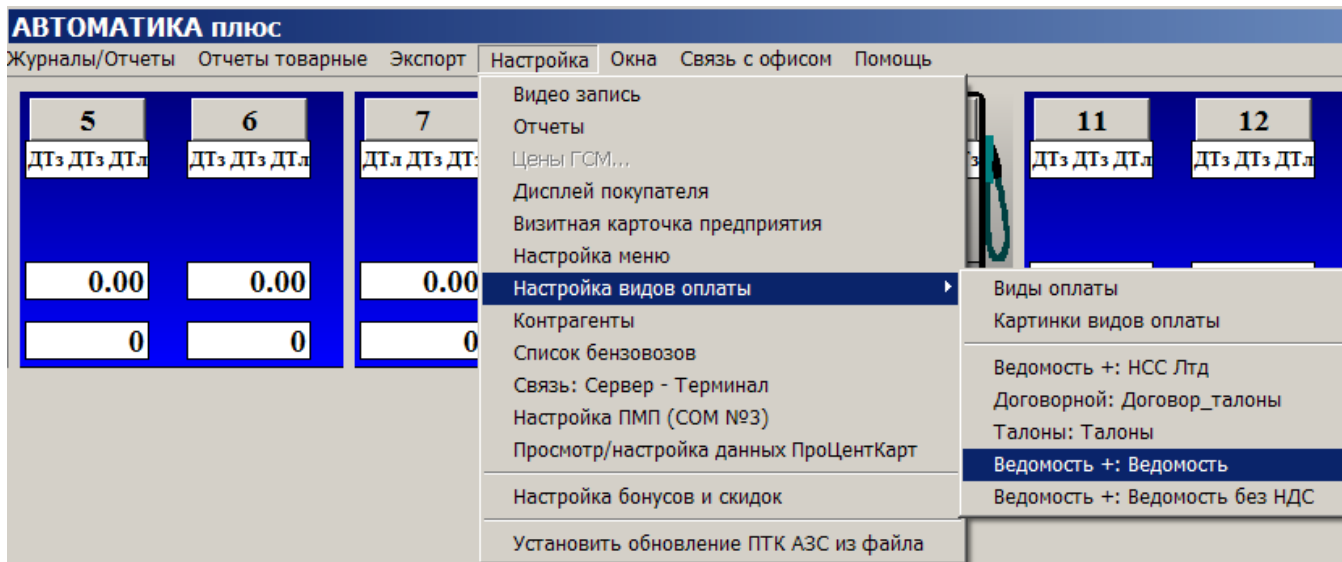 АВТОМАТИКА плюс
Журналы/Отчеты Отчеты товарные Экспорт Настройка Окна Связь с офисом Помощь
5 6 7 11 12
ДТз ДТз ДТл ДТз ДТз ДТл ДТл ДТз ДТз ДТз ДТл ДТз ДТз ДТл
0.00 0.00 0.00
0 0 0
Видео запись
Отчеты
Цены ГСМ...
Дисплей покупателя
Визитная карточка предприятия
Настройка меню
Настройка видов оплаты
Контрагенты
Список бензовозов
Связь: Сервер - Терминал
Настройка ПМП (COM №3)
Просмотр/настройка данных ПроЦентКарт
Настройка бонусов и скидок
Установить обновление ПТК АЗС из файла
Виды оплаты
Картинки видов оплаты
Ведомость +: НСС Лтд
Договорной: Договор_талоны
Талоны: Талоны
Ведомость +: Ведомость
Ведомость +: Ведомость без НДС